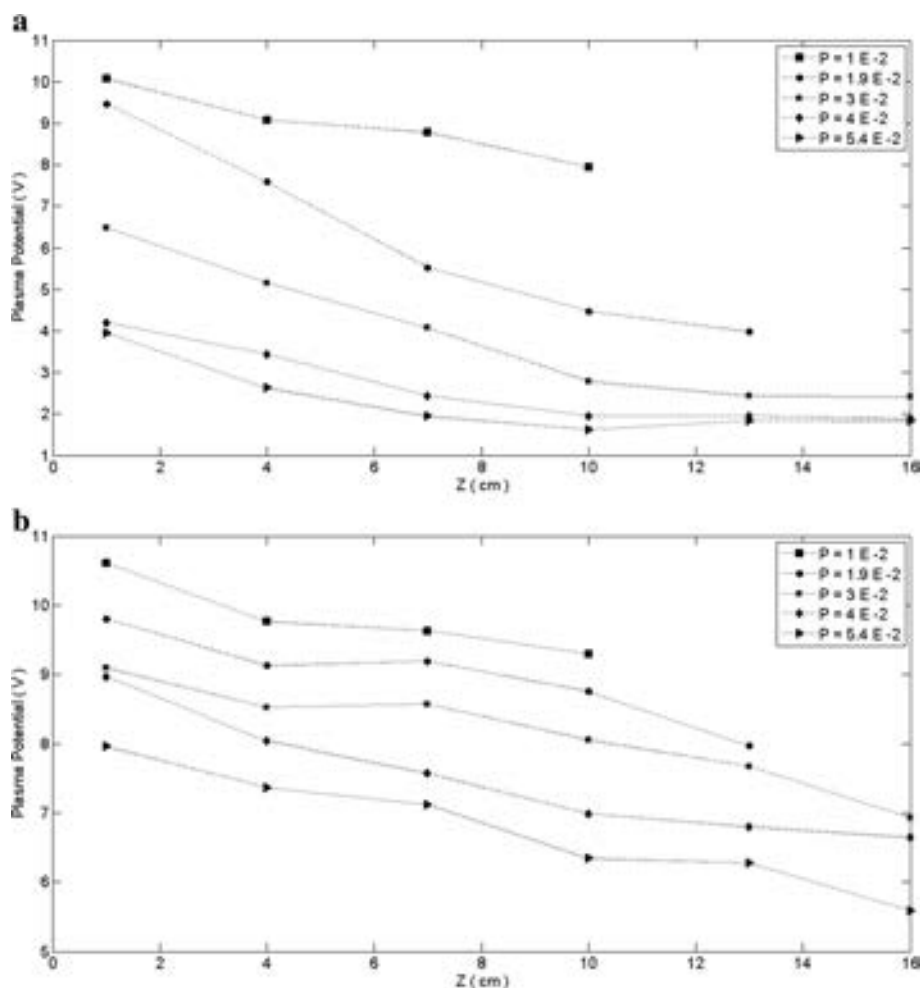 a
11
10
9
8
7
6
5
4
3
2
1
Plasma Potential (V)
P = 1 E-2
P = 1.9 E-2
P = 3 E-2
P = 4 E-2
P = 5.4 E-2
0 2 4 6 8 10 12 14 16
Z (cm)
b
11
10
9
8
7
6
5
Plasma Potential (V)
P = 1 E-2
P = 1.9 E-2
P = 3 E-2
P = 4 E-2
P = 5.4 E-2
0 2 4 6 8 10 12 14 16
Z (cm)